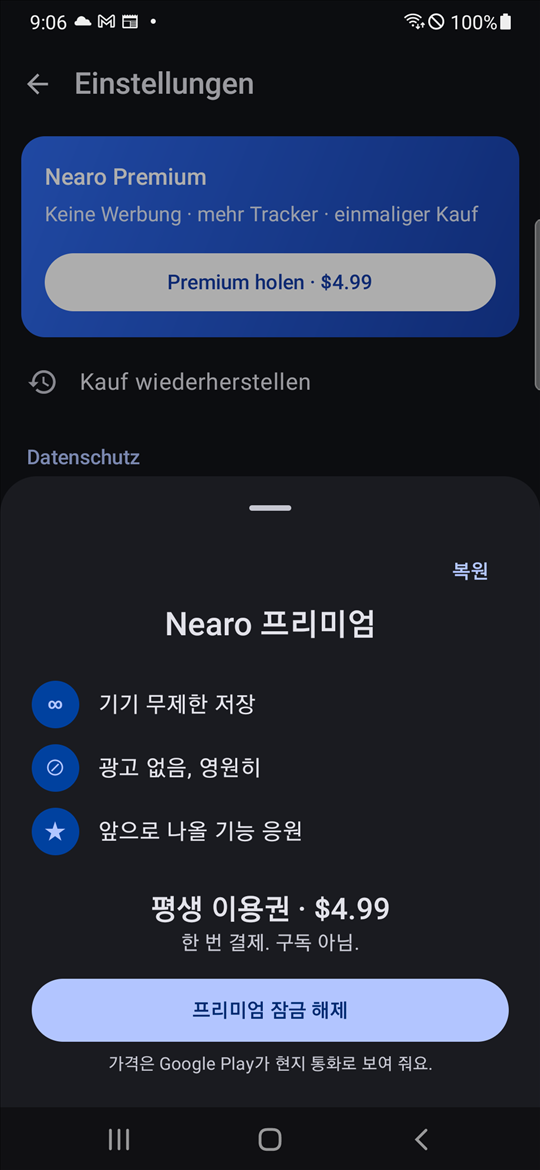 9:06
100%
Einstellungen
Nearo Premium
Keine Werbung · mehr Tracker · einmaliger Kauf
Premium holen · $4.99
Kauf wiederherstellen
Datenschutz
복원
Nearo 프리미엄
기기 무제한 저장
광고 없음, 영원히
앞으로 나올 기능 응원
평생 이용권 · $4.99
한 번 결제. 구독 아님.
프리미엄 잠금 해제
가격은 Google Play가 현지 통화로 보여 줘요.